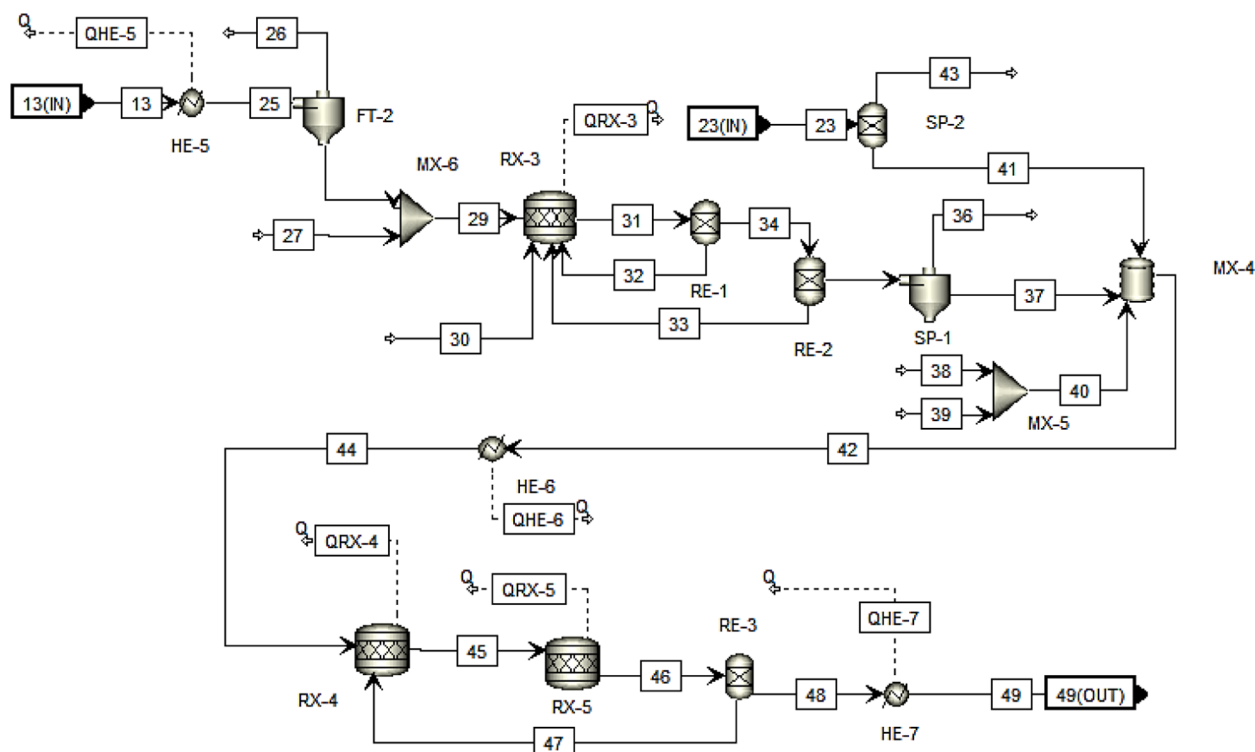 Q
QHE-5
26
13(IN)
13
25
HE-5
FT-2
QRX-3
Q
23(IN)
23
43
SP-2
41
MX-6
RX-3
27
29
31
34
36
32
RE-1
MX-4
30
33
RE-2
37
SP-1
38
39
40
MX-5
44
42
HE-6
QHE-6
Q
Q
QRX-4
Q
QRX-5
Q
QHE-7
RE-3
45
46
48
49
49(OUT)
RX-4
RX-5
47
HE-7